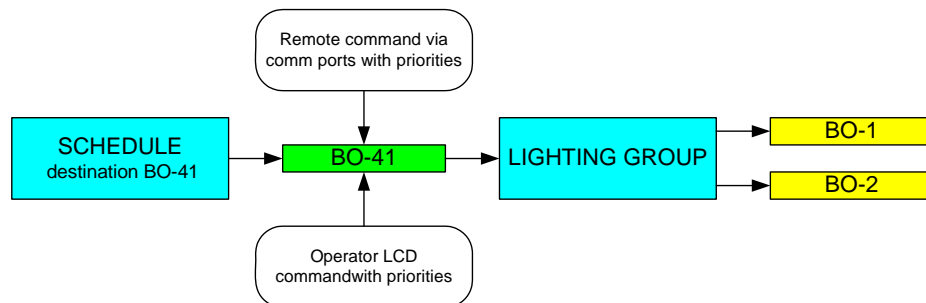 Remote command via
comm ports with priorities
SCHEDULE
destination BO-41
BO-41
LIGHTING GROUP
BO-1
BO-2
Operator LCD
commandwith priorities